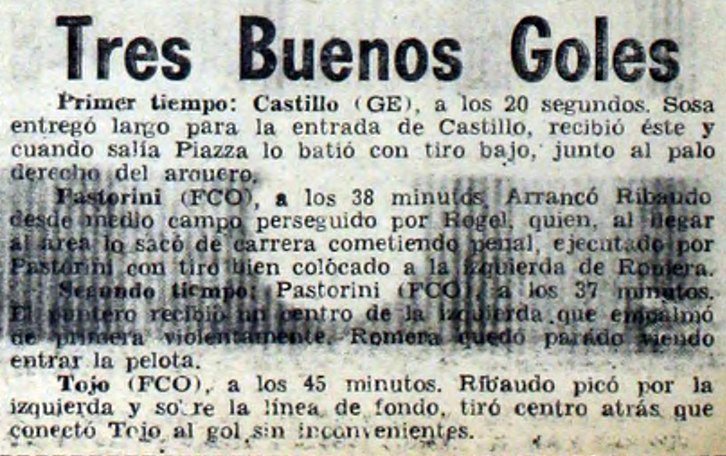 Tres Buenos Goles
Primer tiempo: Castillo (GE), a los 20 segundos. Sosa
entregó largo para la entrada de Castillo, recibió éste y
cuando salía Piazza lo batió con tiro bajo, junto al palo
derecho del arquero.
Pastorini (FCO), a los 38 minutos. Arrancó Ribaudo
desde medio campo perseguido por Rogel, quien, al llegar
al área lo sacó de carrera cometiendo penal, ejecutado por
Pastorini con tiro bien colocado a la izquierda de Romera.
Segundo tiempo: Pastorini (FCO), a los 37 minutos.
El puntero recibió un centro de la izquierda que empalmó
de primera violentamente. Romera quedó parado viendo
entrar la pelota.
Tojo (FCO), a los 45 minutos. Ribaudo picó por la
izquierda y so re la línea de fondo, tiró centro atrás que
conectó Tojo al gol sin inconvenientes.